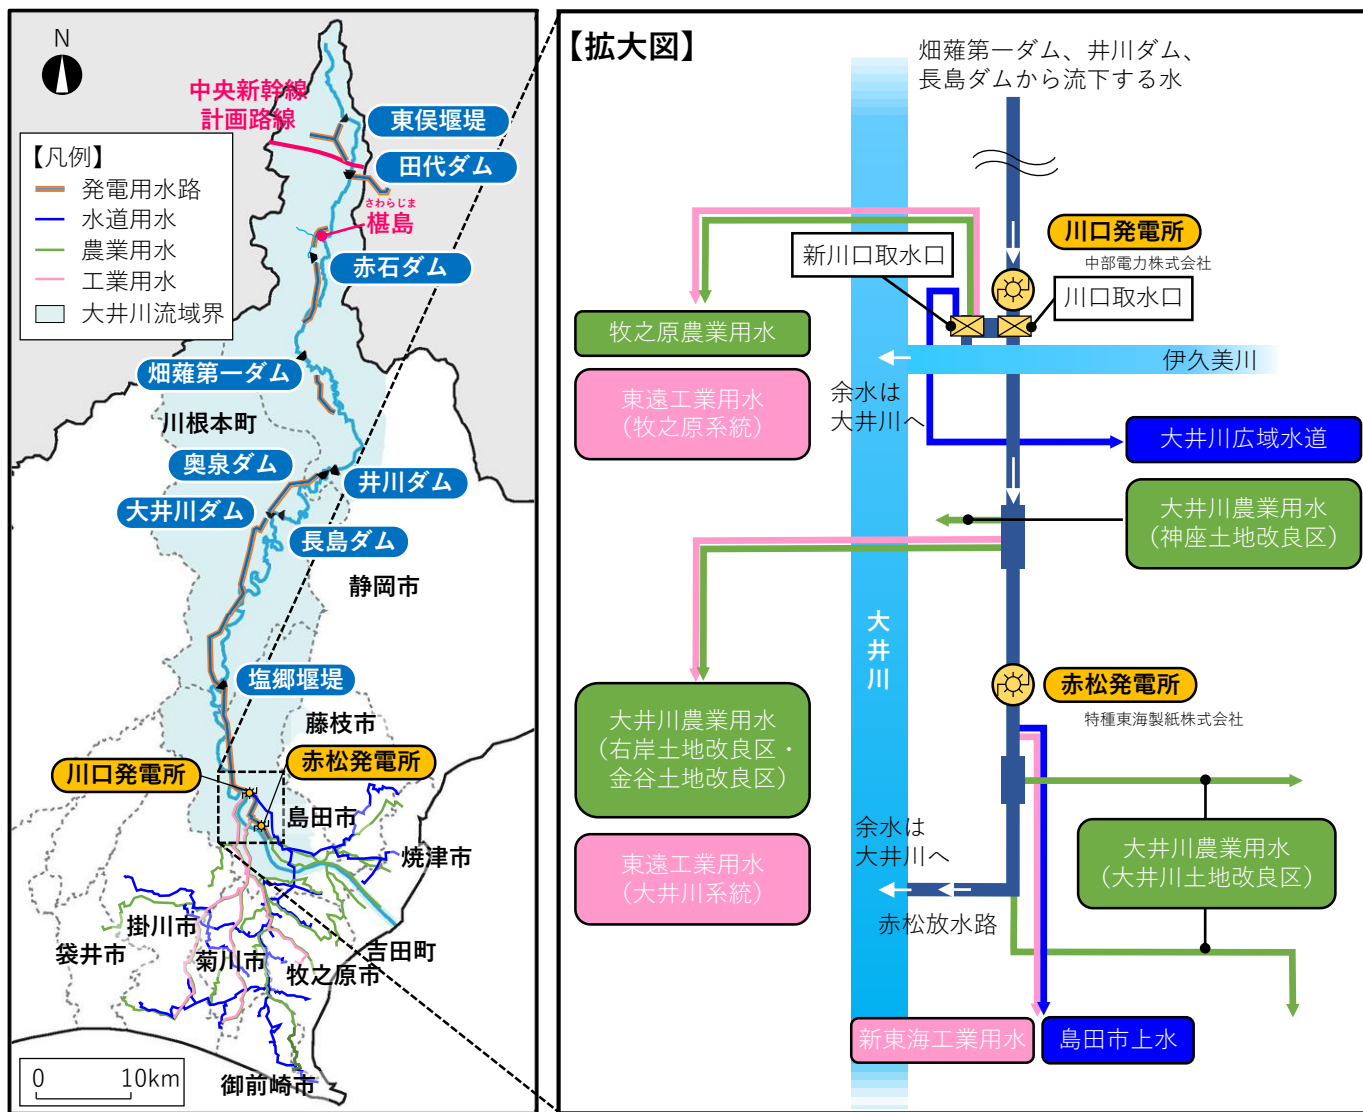 N
中央新幹線
計画路線
東俣堰堤
【凡例】
発電用水路
水道用水
農業用水
工業用水
大井川流域界
田代ダム
さわらじま
椹島
赤石ダム
畑薙第一ダム
川根本町
奥泉ダム
井川ダム
大井川ダム
長島ダム
静岡市
塩郷堰堤
藤枝市
川口発電所
赤松発電所
島田市
焼津市
掛川市
袋井市
菊川市
吉田町
牧之原市
御前崎市
0 10km
【拡大図】
畑薙第一ダム、井川ダム、
長島ダムから流下する水
川口発電所
中部電力株式会社
新川口取水口
川口取水口
牧之原農業用水
伊久美川
東遠工業用水
（牧之原系統）
余水は
大井川へ
大井川広域水道
大井川農業用水
（神座土地改良区）
大井川
赤松発電所
特種東海製紙株式会社
大井川農業用水
（右岸土地改良区・
金谷土地改良区）
東遠工業用水
（大井川系統）
余水は
大井川へ
赤松放水路
大井川農業用水
（大井川土地改良区）
新東海工業用水
島田市上水